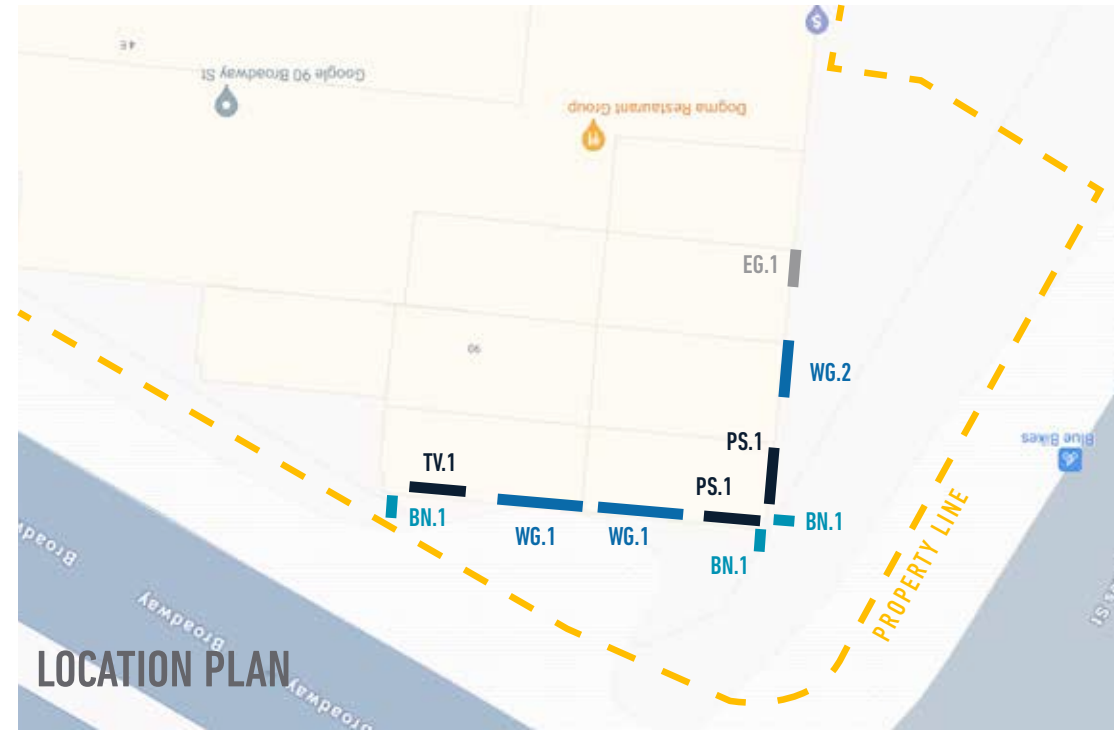 4E
Google 90 Broadway St
Dogma Restaurant Group
$
EG.1
WG.2
90
PS.1
Blue Bikes
TV.1
PS.1
BN.1
BN.1
WG.1
WG.1
BN.1
PROPERTY LINE
Broadway
Broadway
Broadway
LOCATION PLAN